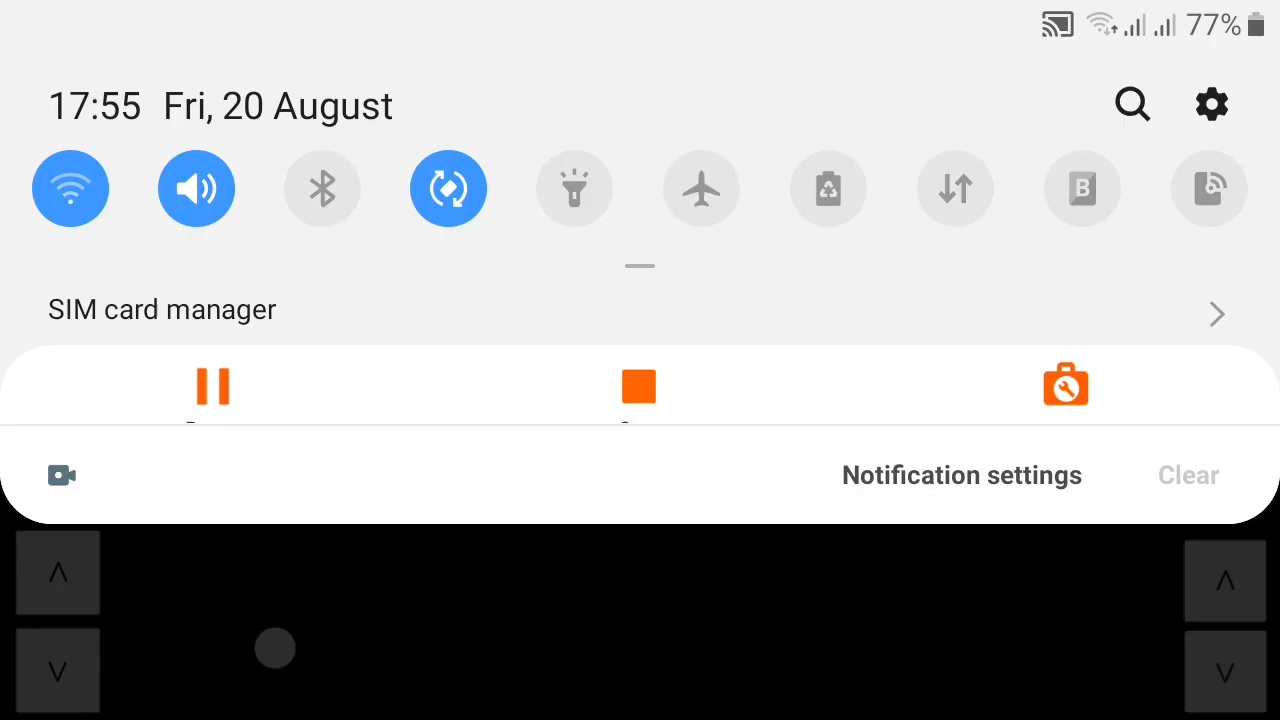 77%
17:55 Fri, 20 August
B
SIM card manager
Notification settings Clear